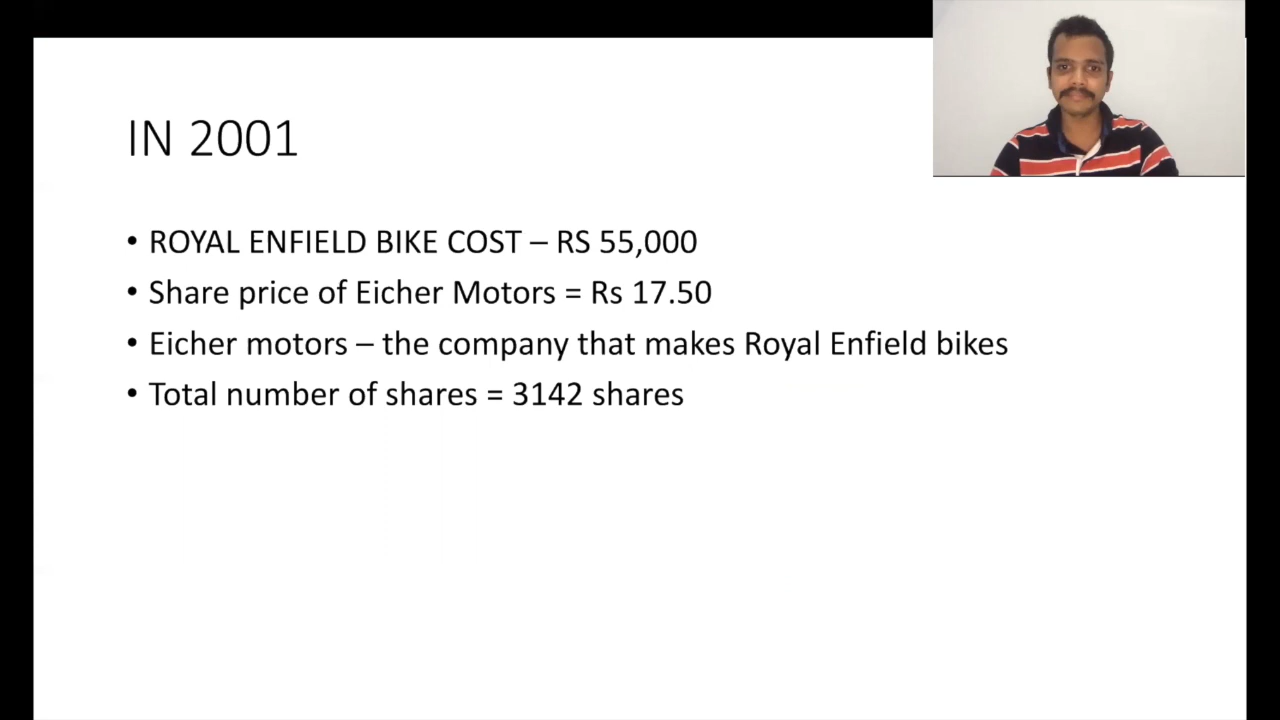 IN 2001
• ROYAL ENFIELD BIKE COST – RS 55,000
• Share price of Eicher Motors = Rs 17.50
• Eicher motors – the company that makes Royal Enfield bikes
• Total number of shares = 3142 shares